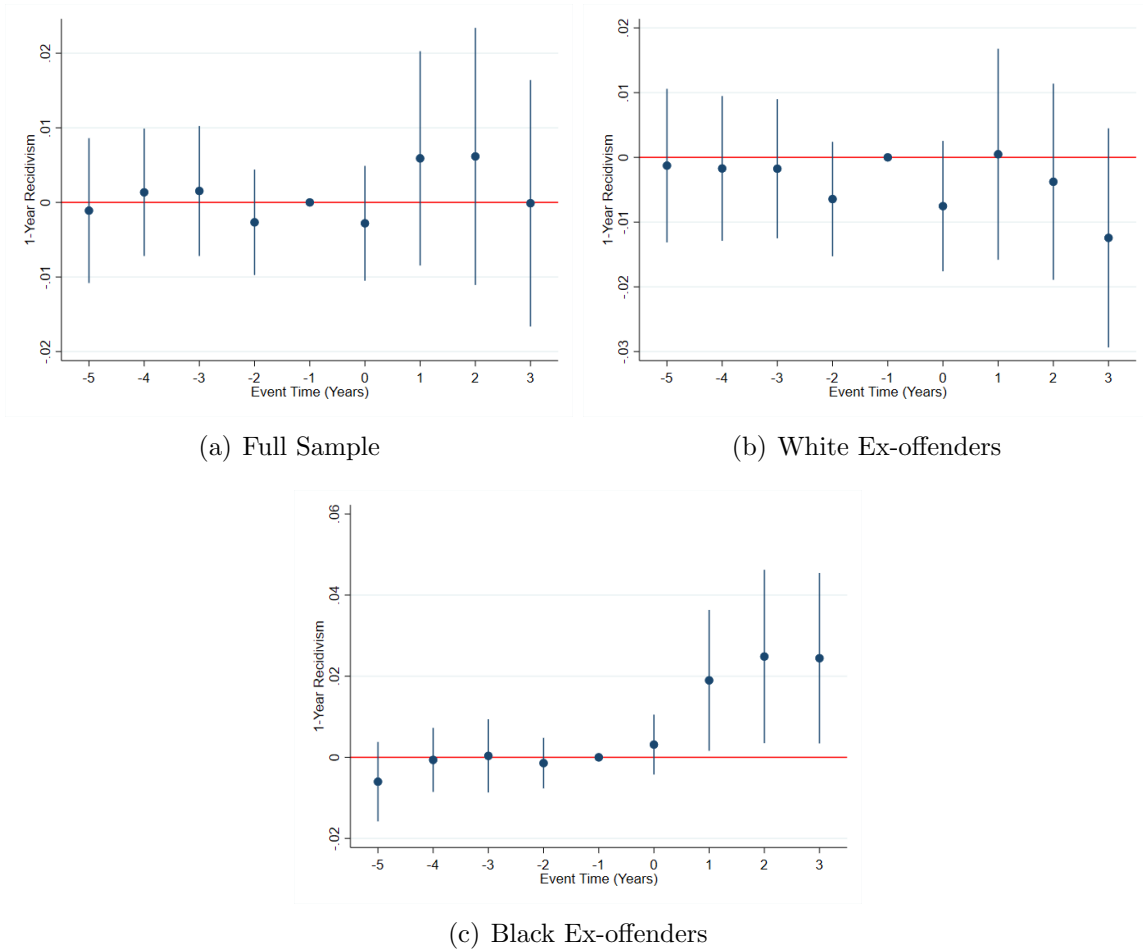 1-Year Recidivism
.02
.01
0
-.01
-.02
-5 -4 -3 -2 -1 0 1 2 3
Event Time (Years)
(a) Full Sample
1-Year Recidivism
.02
.01
0
-.01
-.02
-.03
-5 -4 -3 -2 -1 0 1 2 3
Event Time (Years)
(b) White Ex-offenders
1-Year Recidivism
.06
.04
.02
0
-.02
-5 -4 -3 -2 -1 0 1 2 3
Event Time (Years)
(c) Black Ex-offenders